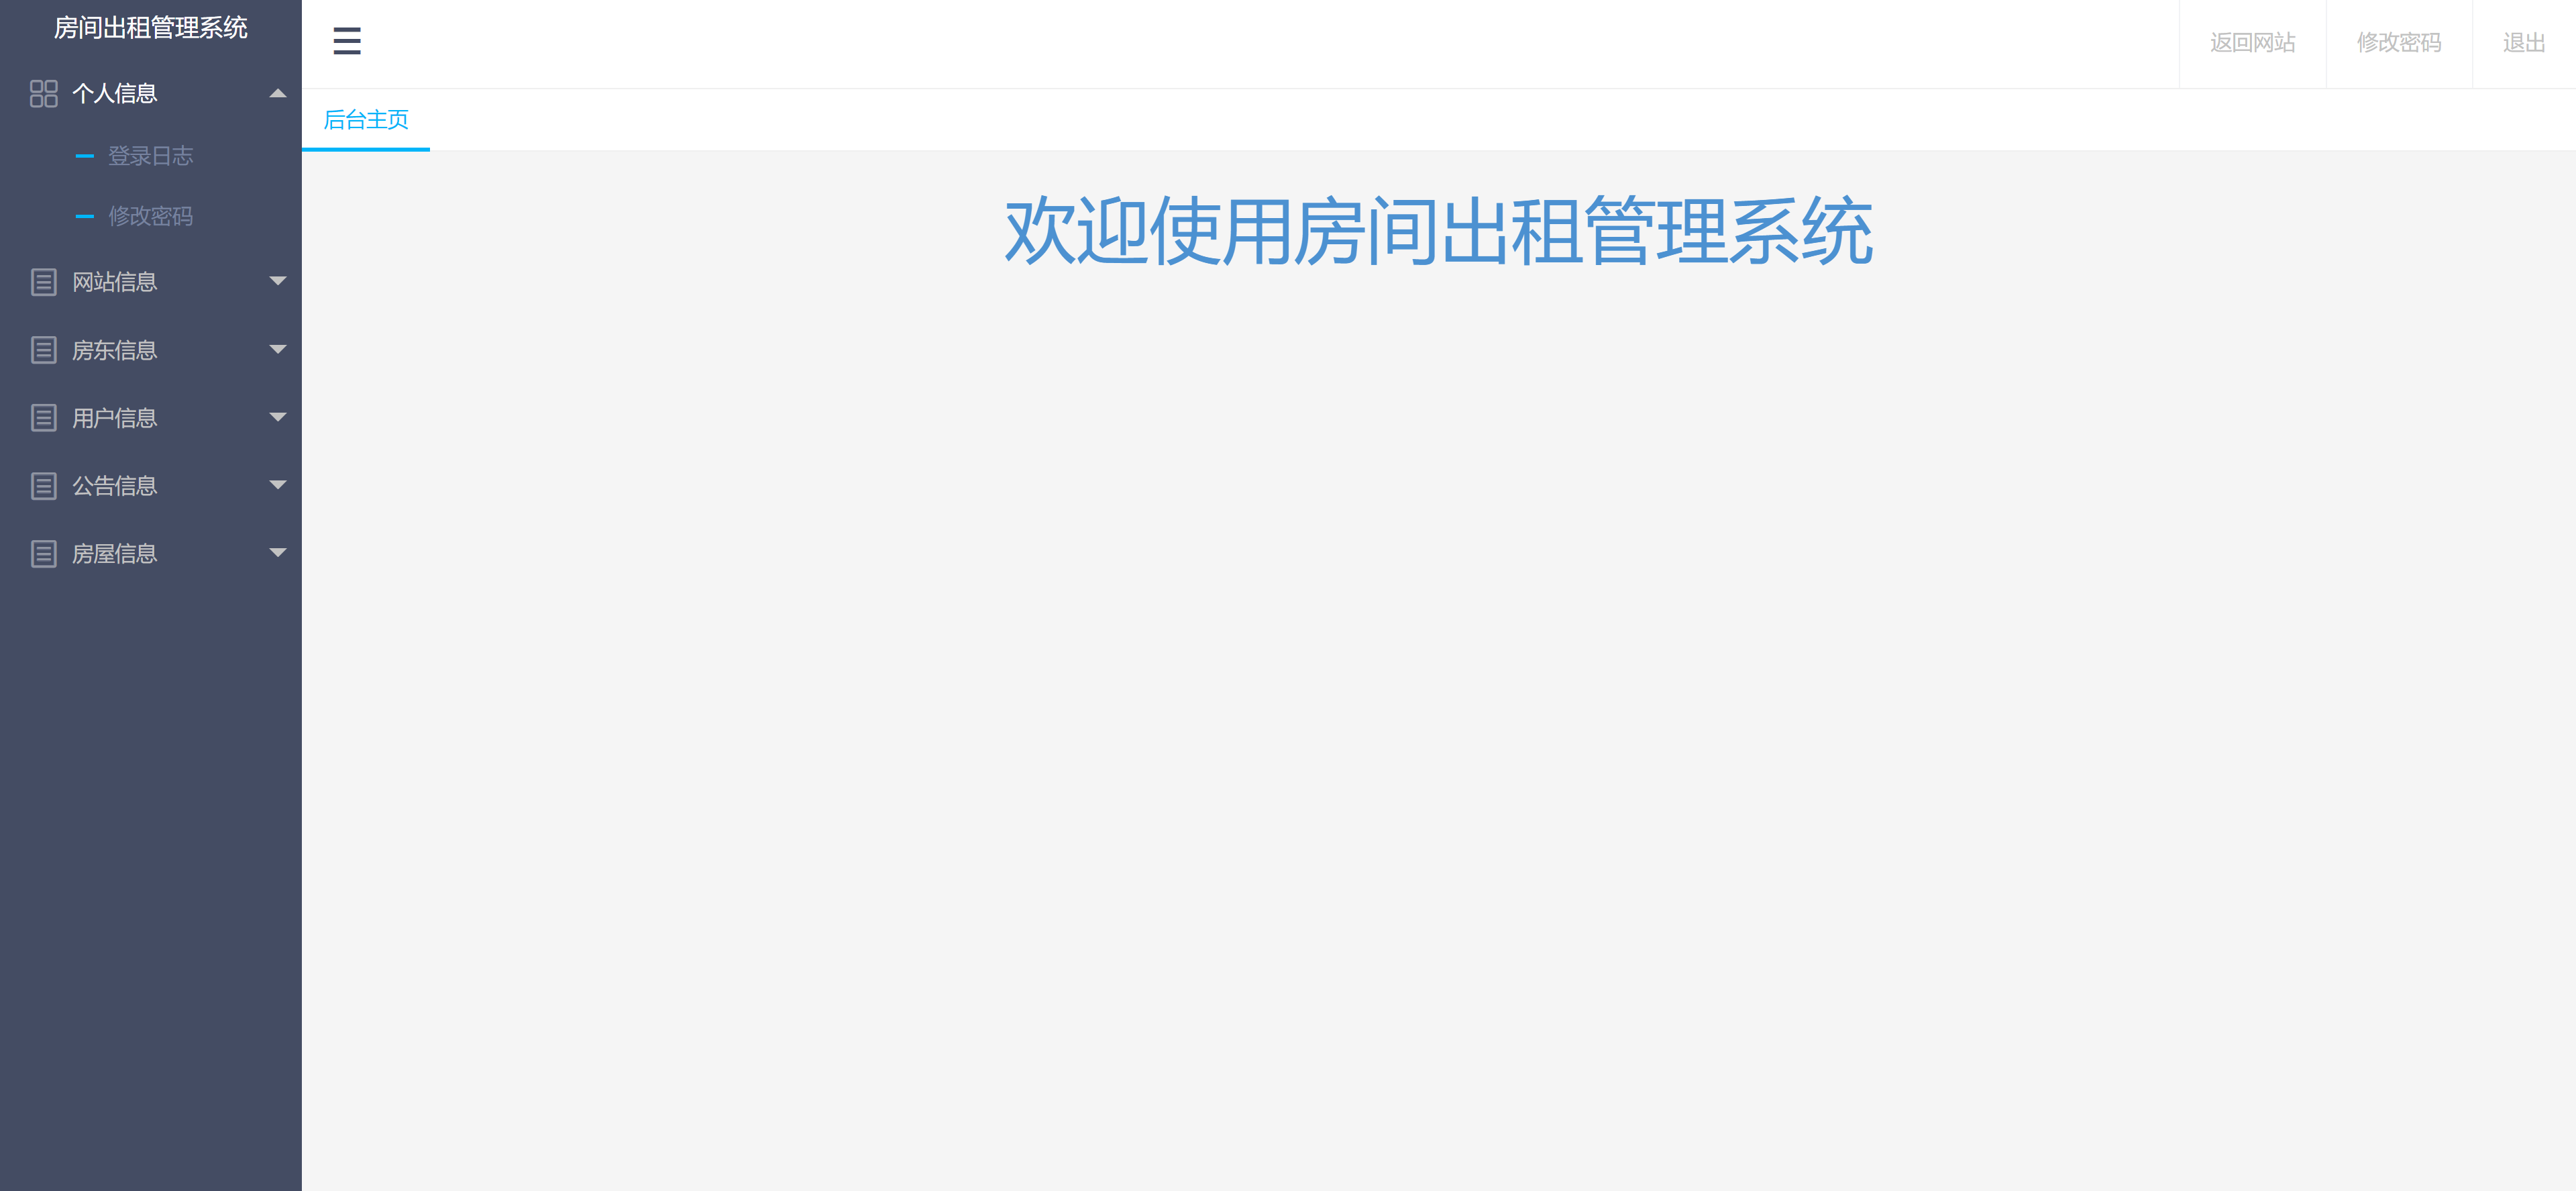 房间出租管理系统
个人信息
登录日志
修改密码
网站信息
房东信息
用户信息
公告信息
房屋信息
返回网站
修改密码
退出
后台主页
欢迎使用房间出租管理系统